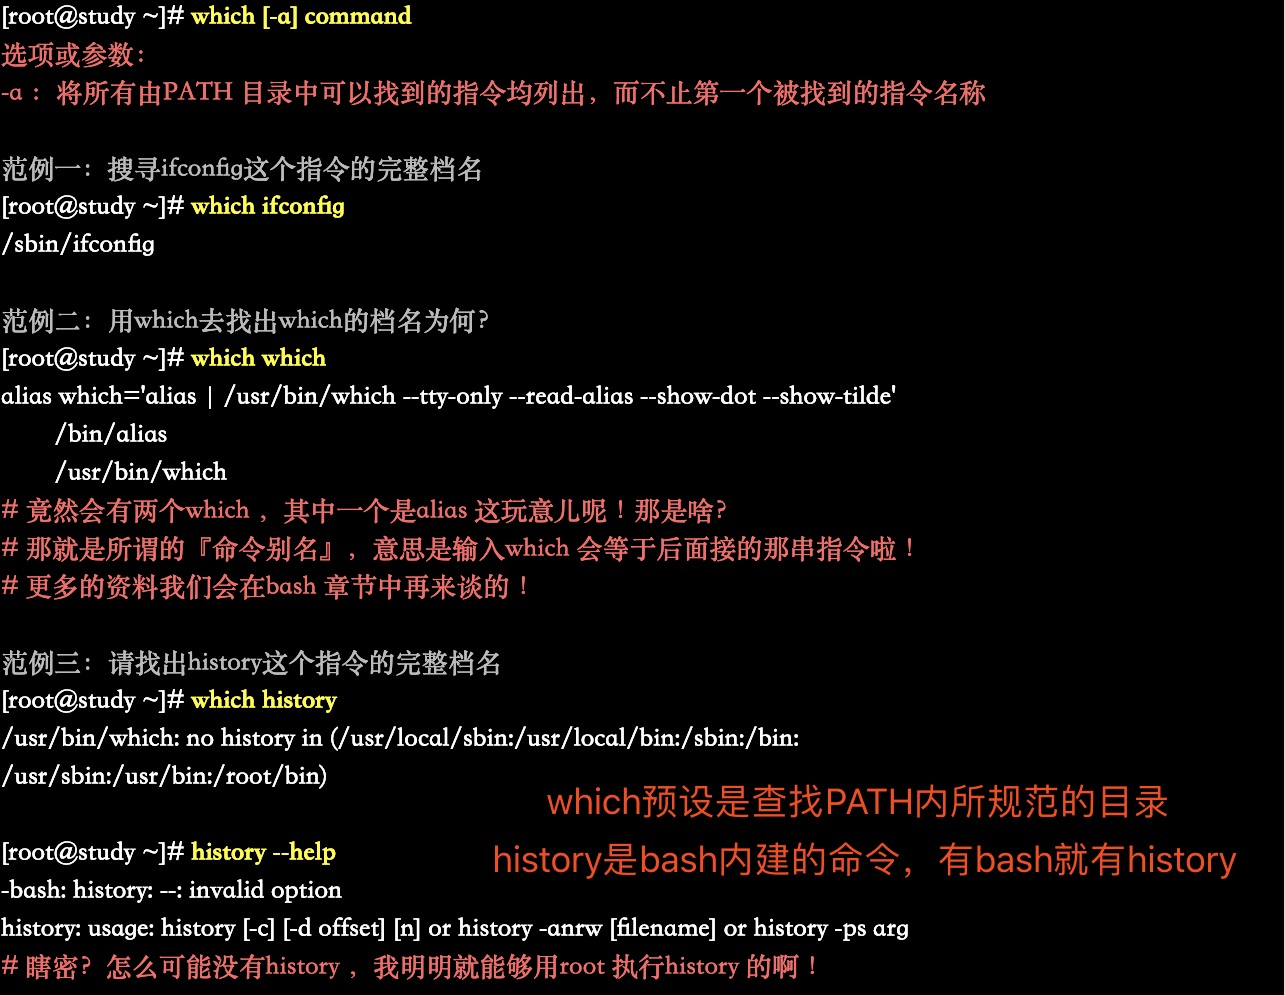 [root@study ~]# which [-a] command
选项或参数：
-a ：将所有由PATH 目录中可以找到的指令均列出，而不止第一个被找到的指令名称
范例一：搜寻ifconfig这个指令的完整档名
[root@study ~]# which ifconfig
/sbin/ifconfig
范例二：用which去找出which的档名为何？
[root@study ~]# which which
alias which='alias | /usr/bin/which --tty-only --read-alias --show-dot --show-tilde'
/bin/alias
/usr/bin/which
# 竟然会有两个which ，其中一个是alias 这玩意儿呢！那是啥？
# 那就是所谓的『命令别名』，意思是输入which 会等于后面接的那串指令啦！
# 更多的资料我们会在bash 章节中再来谈的！
范例三：请找出history这个指令的完整档名
[root@study ~]# which history
/usr/bin/which: no history in (/usr/local/sbin:/usr/local/bin:/sbin:/bin:
/usr/sbin:/usr/bin:/root/bin)
which预设是查找PATH内所规范的目录
[root@study ~]# history --help
history是bash内建的命令，有bash就有history
-bash: history: --: invalid option
history: usage: history [-c] [-d offset] [n] or history -anrw [filename] or history -ps arg
# 瞎密？怎么可能没有history ，我明明就能够用root 执行history 的啊！